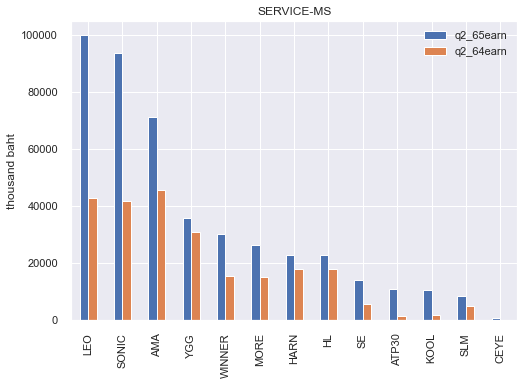 SERVICE-MS
q2_65earn
q2_64earn
thousand baht
100000
80000
60000
40000
20000
0
LEO
SONIC
AMA
YGG
WINNER
MORE
HARN
HL
SE
ATP30
KOOL
SLM
CEYE